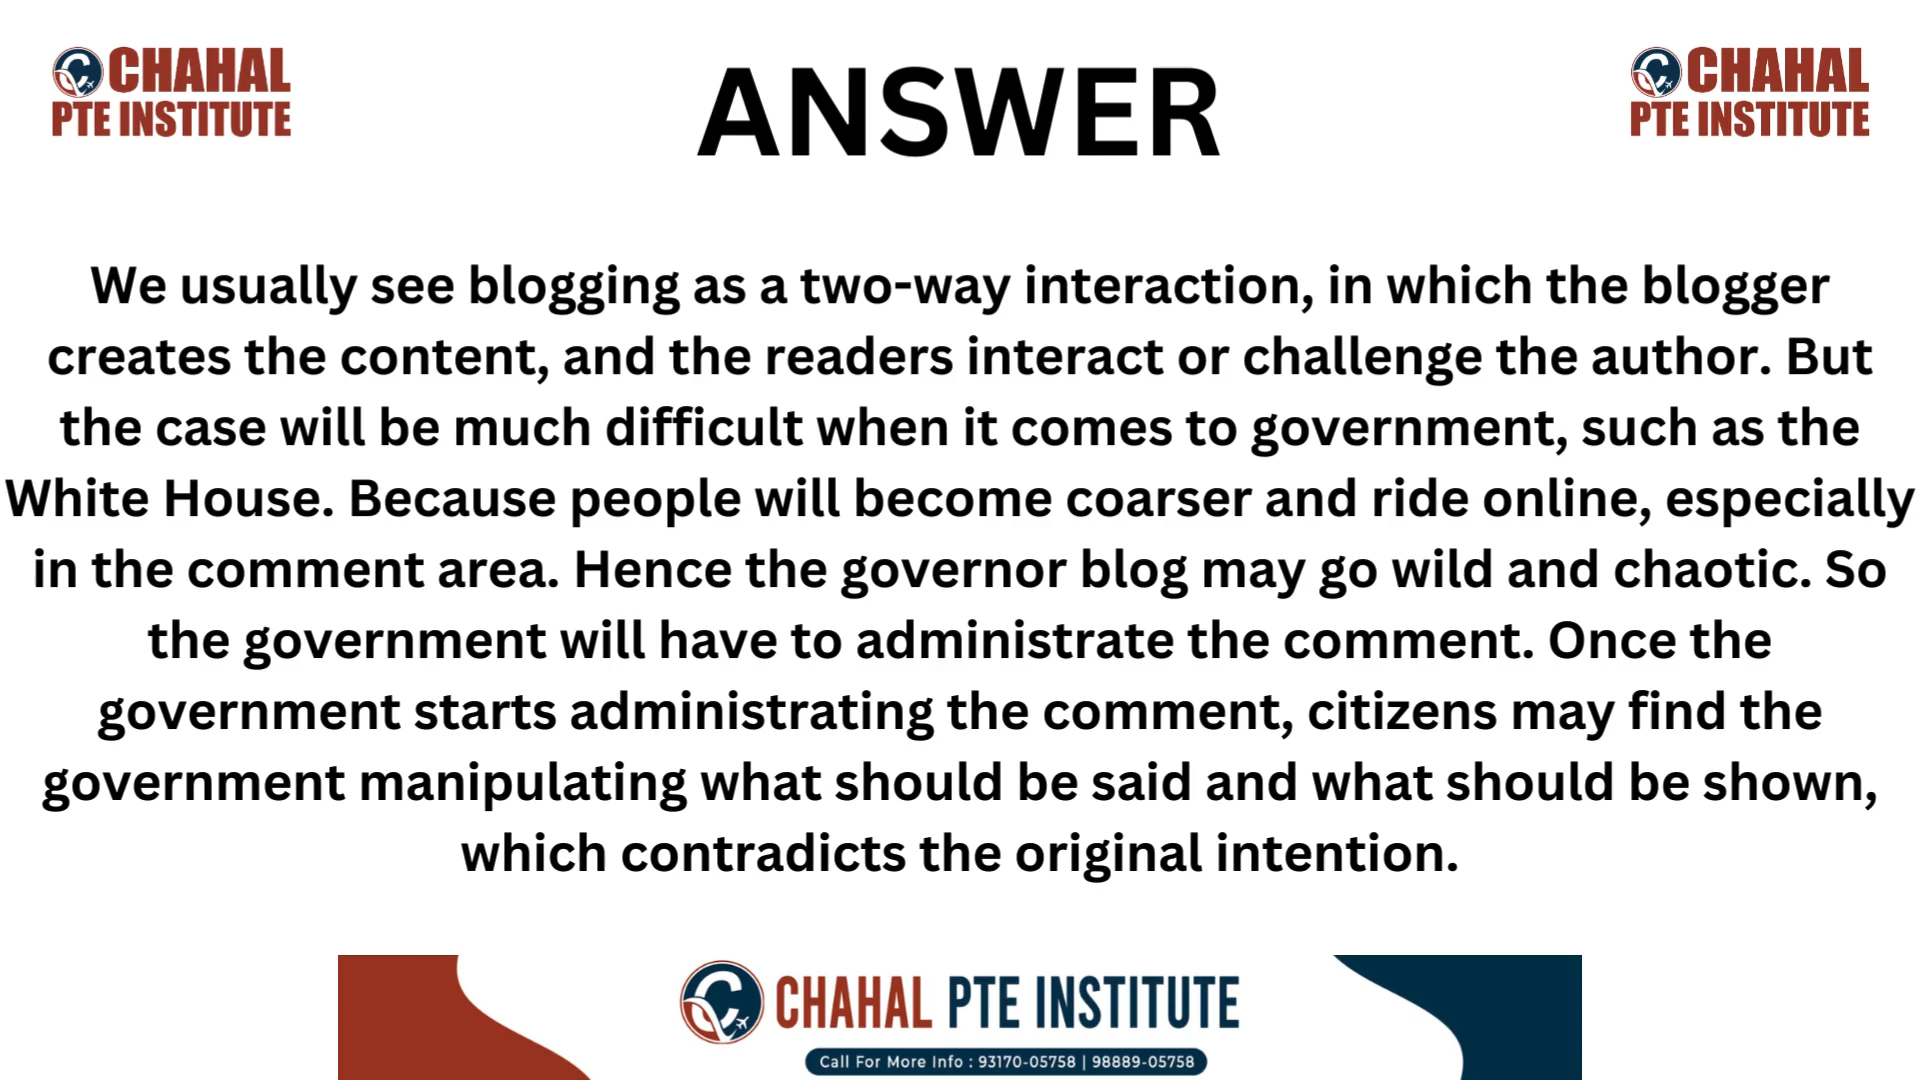 CHAHAL
PTE INSTITUTE
ANSWER
CHAHAL
PTE INSTITUTE
We usually see blogging as a two-way interaction, in which the blogger
creates the content, and the readers interact or challenge the author. But
the case will be much difficult when it comes to government, such as the
White House. Because people will become coarser and ride online, especially
in the comment area. Hence the governor blog may go wild and chaotic. So
the government will have to administrate the comment. Once the
government starts administrating the comment, citizens may find the
government manipulating what should be said and what should be shown,
which contradicts the original intention.
CHAHAL PTE INSTITUTE
Call For More Info : 93170-05758 | 98889-05758